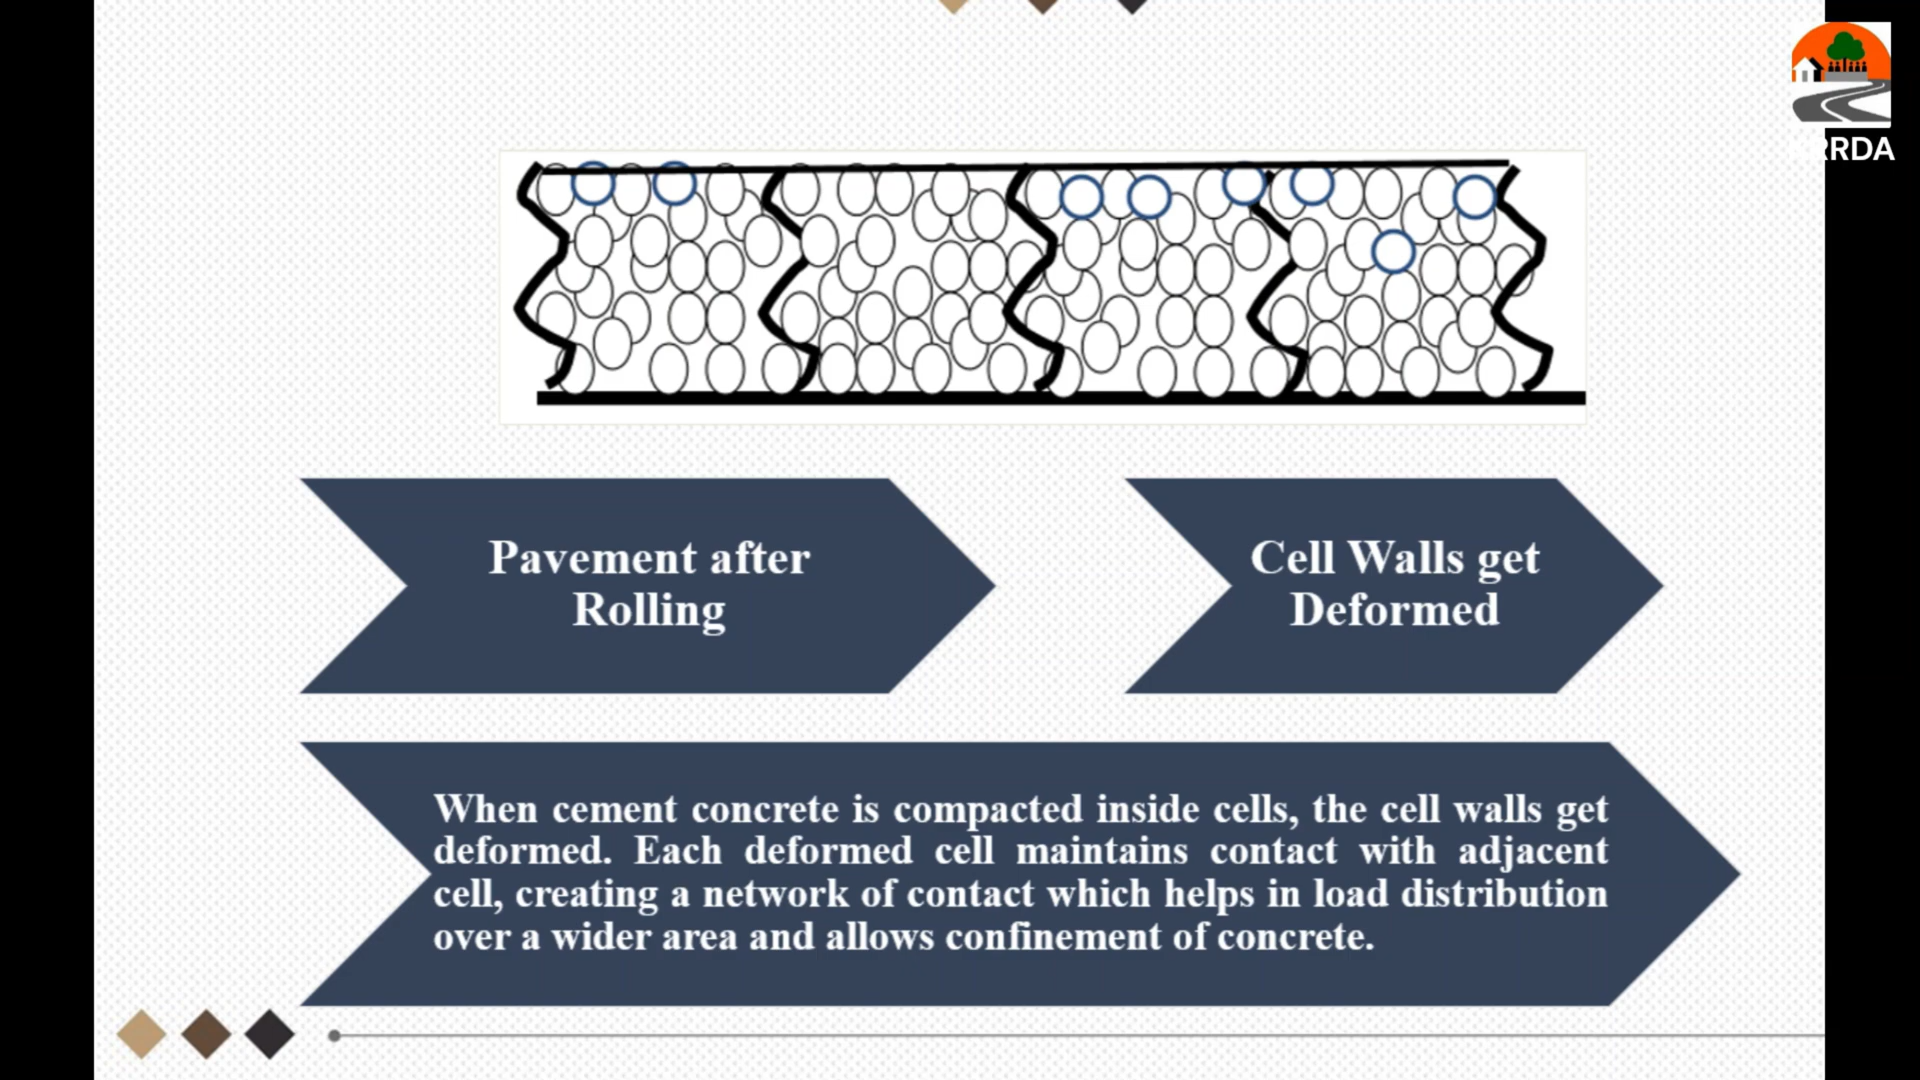 RRDA
Pavement after
Rolling
Cell Walls get
Deformed
When cement concrete is compacted inside cells, the cell walls get
deformed. Each deformed cell maintains contact with adjacent
cell, creating a network of contact which helps in load distribution
over a wider area and allows confinement of concrete.